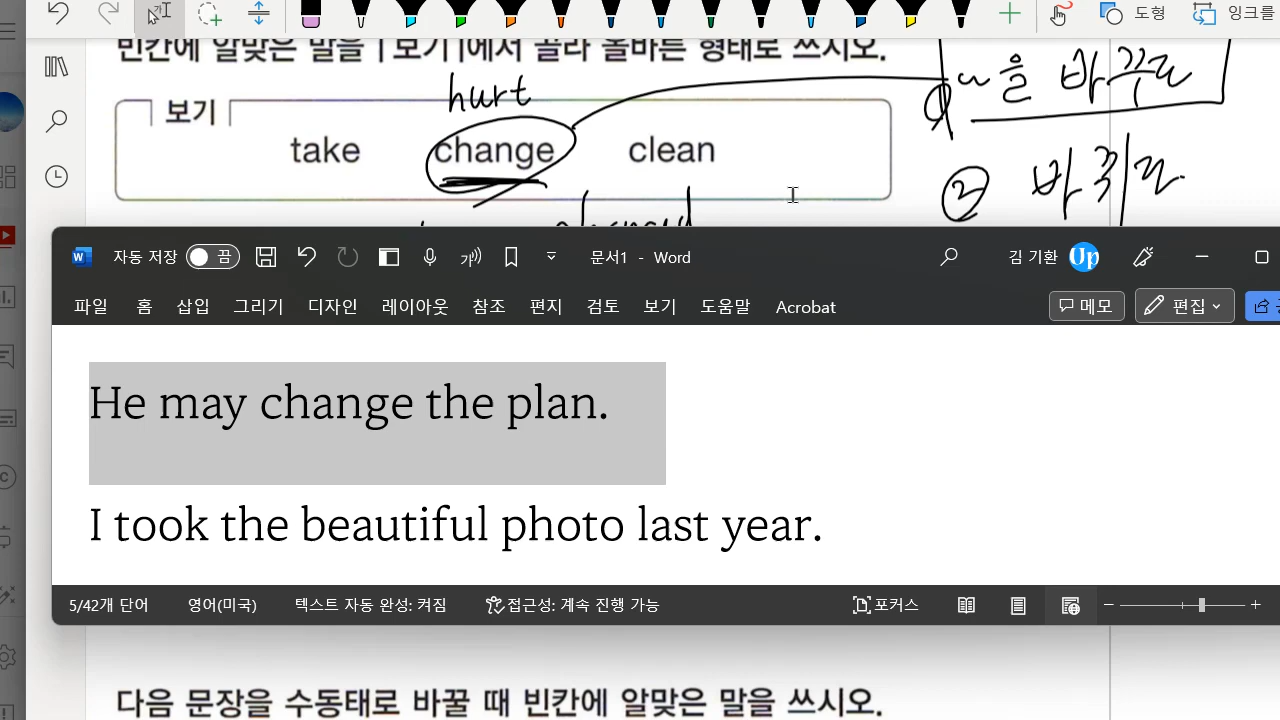 도형
잉크를
빈칸에 알맞은 말을 |보기|에서 골라 올바른 형태로 쓰시오.
~을 바꾸다
hurt
보기
take change clean
② 바뀌다.
자동 저장 끔 가 문서1 - Word 김 기환 Up
파일 홈 삽입 그리기 디자인 레이아웃 참조 편지 검토 보기 도움말 Acrobat 메모 편집
He may change the plan.
I took the beautiful photo last year.
5/42개 단어 영어(미국) 텍스트 자동 완성: 켜짐 접근성: 계속 진행 가능 포커스
다음 문장을 수동태로 바꿀 때 빈칸에 알맞은 말을 쓰시오.